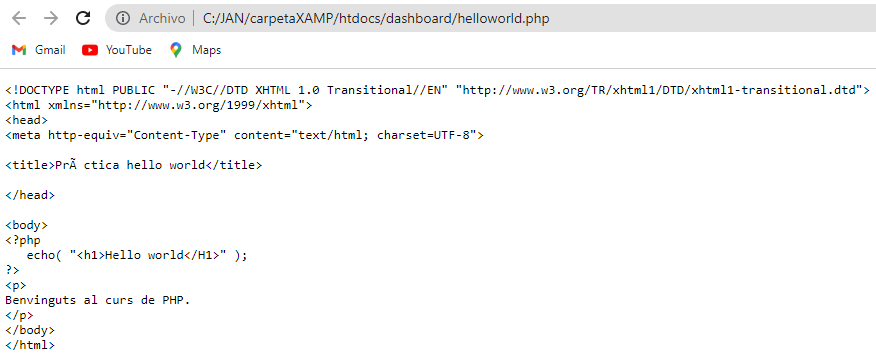 Archivo C:/JAN/carpetaXAMP/htdocs/dashboard/helloworld.php
Gmail YouTube Maps
<!DOCTYPE html PUBLIC "-//W3C//DTD XHTML 1.0 Transitional//EN" "http://www.w3.org/TR/xhtml1/DTD/xhtml1-transitional.dtd">
<html xmlns="http://www.w3.org/1999/xhtml">
<head>
<meta http-equiv="Content-Type" content="text/html; charset=UTF-8">
<title>PrÃ ctica hello world</title>
</head>
<body>
<?php
echo( "<h1>Hello world</H1>" );
?>
<p>
Benvinguts al curs de PHP.
</p>
</body>
</html>